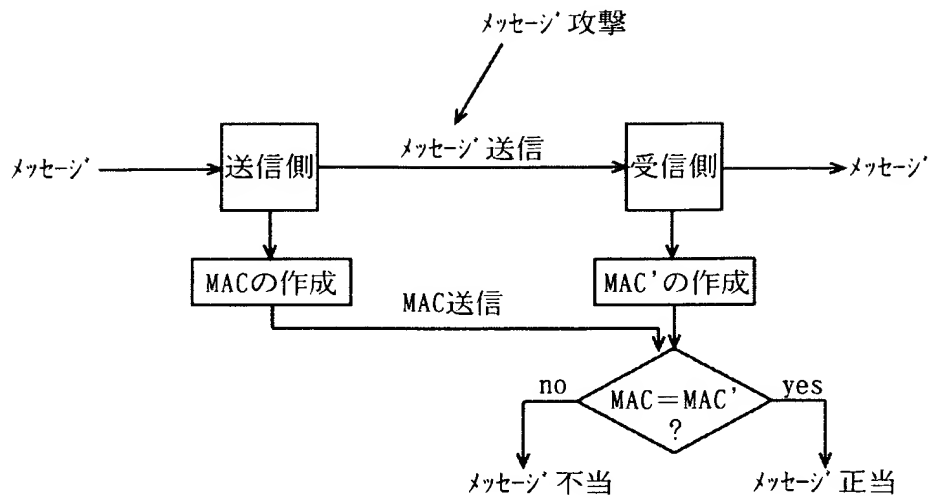 ﾒｯｾｰｼﾞ 攻撃
ﾒｯｾｰｼﾞ
送信側
ﾒｯｾｰｼﾞ 送信
受信側
ﾒｯｾｰｼﾞ
MACの作成
MAC'の作成
MAC送信
no
MAC＝MAC'
?
yes
ﾒｯｾｰｼﾞ 不当
ﾒｯｾｰｼﾞ 正当